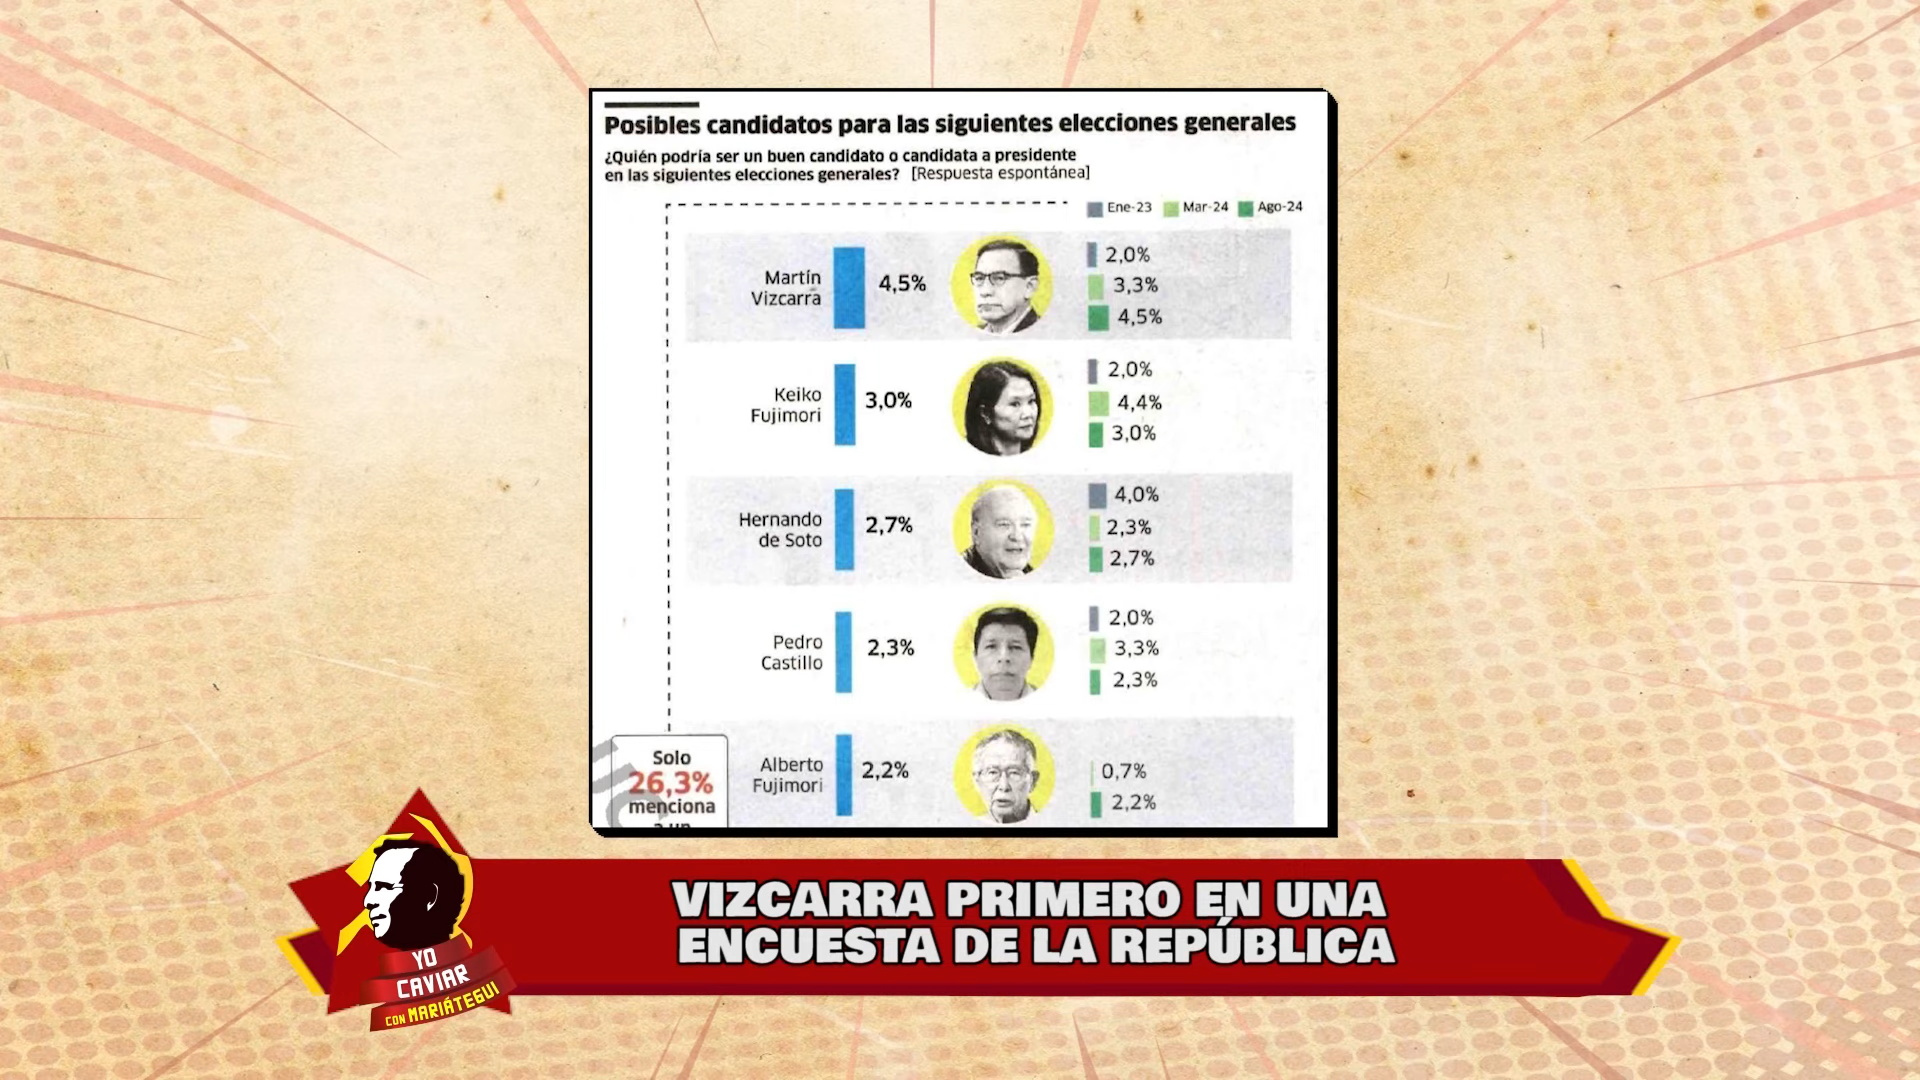 Posibles candidatos para las siguientes elecciones generales
¿Quién podría ser un buen candidato o candidata a presidente
en las siguientes elecciones generales? [Respuesta espontánea]
Ene-23 Mar-24 Ago-24
Martín
Vizcarra
4,5%
2,0%
3,3%
4,5%
Keiko
Fujimori
3,0%
2,0%
4,4%
3,0%
Hernando
de Soto
2,7%
4,0%
2,3%
2,7%
Pedro
Castillo
2,3%
2,0%
3,3%
2,3%
Alberto
Fujimori
2,2%
0,7%
2,2%
Solo
26,3%
menciona
VIZCARRA PRIMERO EN UNA
ENCUESTA DE LA REPÚBLICA
YO
CAVIAR
CON MARIÁTEGUI